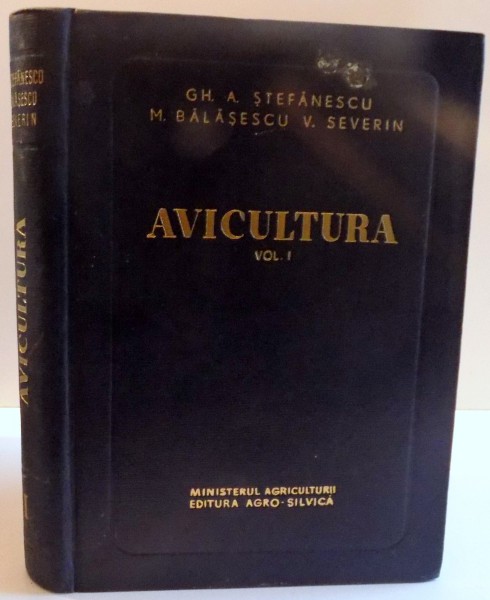 GH. A. ŞTEFĂNESCU
M. BĂLĂŞESCU V. SEVERIN
AVICULTURA
VOL. I
MINISTERUL AGRICULTURII
EDITURA AGRO-SILVICĂ
AVICULTURA
I